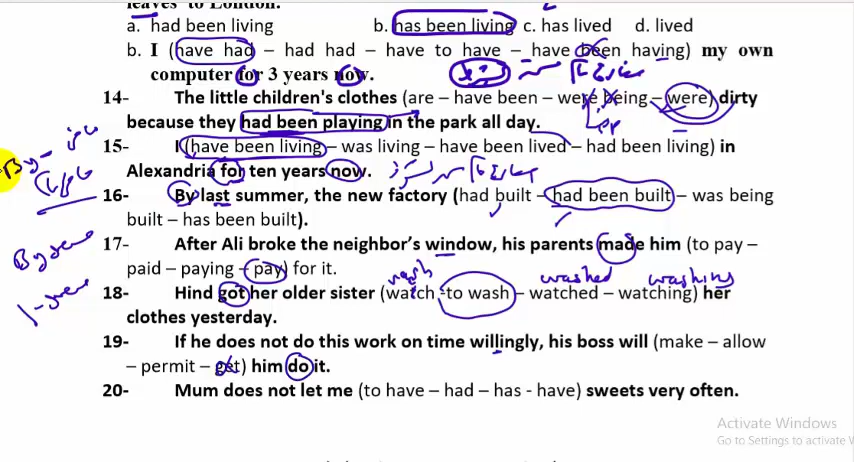 leaves to London.
a. had been living b. has been living c. has lived d. lived
b. I (have had – had had – have to have – have been having) my own
computer for 3 years now.
14- The little children's clothes (are – have been – were being – were) dirty
because they had been playing in the park all day.
15- I (have been living – was living – have been lived – had been living) in
Alexandria for ten years now.
16- By last summer, the new factory (had built – had been built – was being
built – has been built).
17- After Ali broke the neighbor's window, his parents made him (to pay –
paid – paying – pay) for it.
wash washed washing
18- Hind got her older sister (watch - to wash – watched – watching) her
clothes yesterday.
19- If he does not do this work on time willingly, his boss will (make – allow
– permit – get) him do it.
20- Mum does not let me (to have – had – has - have) sweets very often.
Activate Windows
Go to Settings to activate